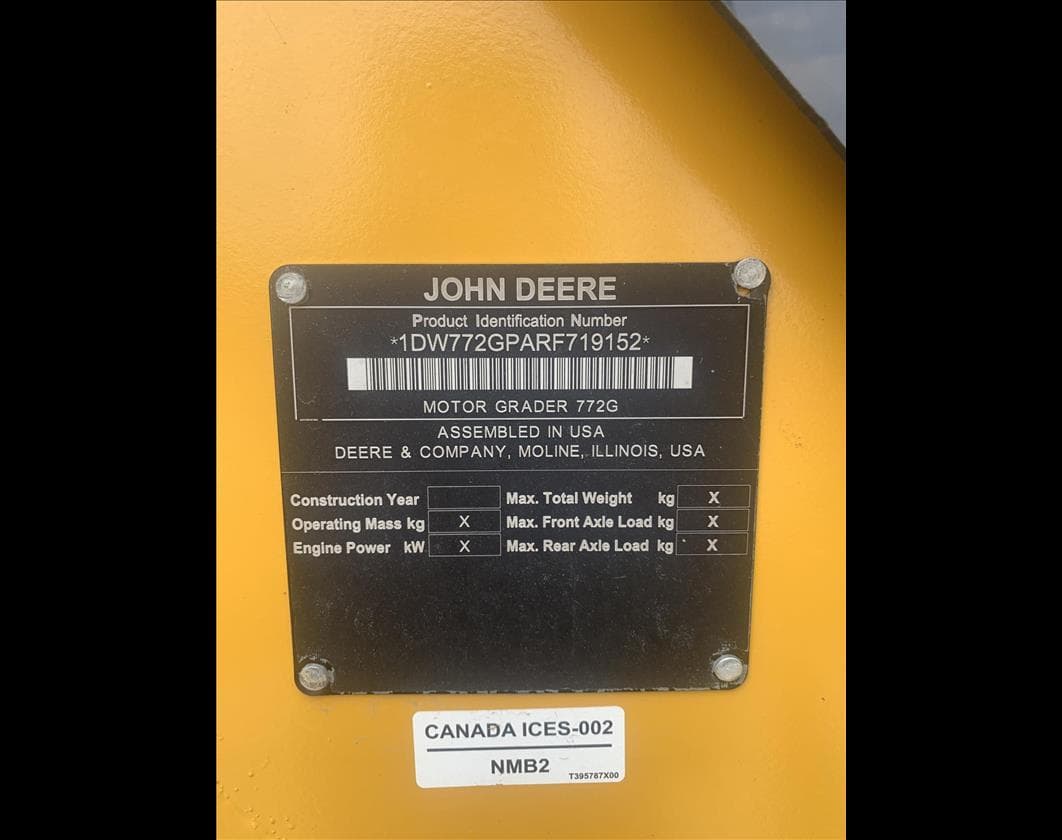 JOHN DEERE
Product Identification Number
*1DW772GPARF719152*
MOTOR GRADER 772G
ASSEMBLED IN USA
DEERE & COMPANY, MOLINE, ILLINOIS, USA
Construction Year Max. Total Weight kg X
Operating Mass kg X Max. Front Axle Load kg X
Engine Power kW X Max. Rear Axle Load kg X
CANADA ICES-002
NMB2
T395787X00